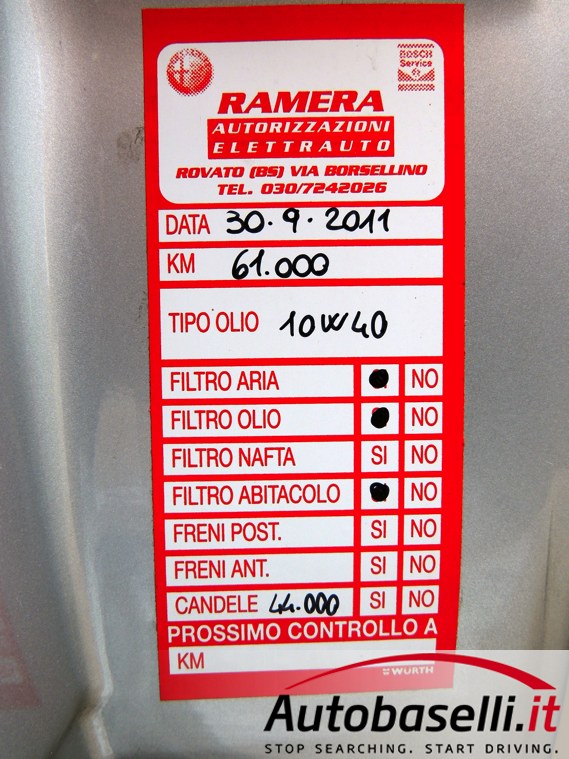 BOSCH
Service
RAMERA
AUTORIZZAZIONI
ELETTRAUTO
ROVATO (BS) VIA BORSELLINO
TEL. 030/7242026
DATA 30.9.2011
KM 61.000
TIPO OLIO 10W40
FILTRO ARIA NO
FILTRO OLIO NO
FILTRO NAFTA SI NO
FILTRO ABITACOLO NO
FRENI POST. SI NO
FRENI ANT. SI NO
CANDELE 44.000 SI NO
PROSSIMO CONTROLLO A
KM
WÜRTH
Autobaselli.it
STOP SEARCHING. START DRIVING.